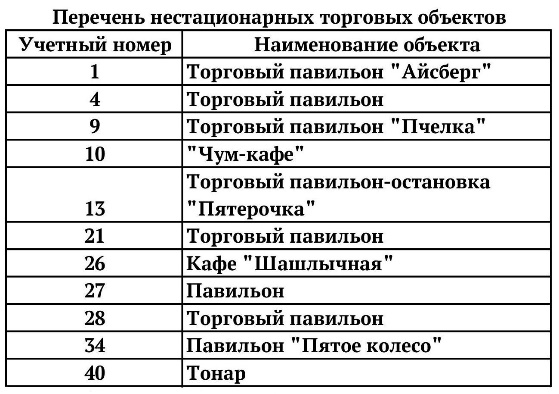 Перечень нестационарных торговых объектов
Учетный номер Наименование объекта
1 Торговый павильон "Айсберг"
4 Торговый павильон
9 Торговый павильон "Пчелка"
10 "Чум-кафе"
Торговый павильон-остановка
13 "Пятерочка"
21 Торговый павильон
26 Кафе "Шашлычная"
27 Павильон
28 Торговый павильон
34 Павильон "Пятое колесо"
40 Тонар